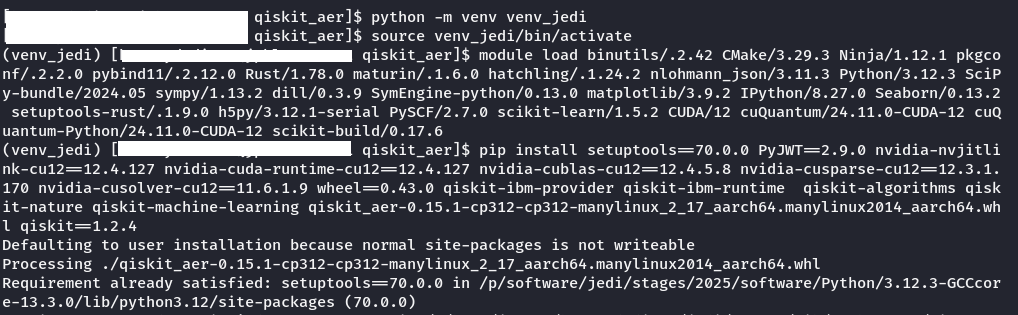 [ qiskit_aer]$ python -m venv venv_jedi
[ qiskit_aer]$ source venv_jedi/bin/activate
(venv_jedi) [ qiskit_aer]$ module load binutils/.2.42 CMake/3.29.3 Ninja/1.12.1 pkgco
nf/.2.2.0 pybind11/.2.12.0 Rust/1.78.0 maturin/.1.6.0 hatchling/.1.24.2 nlohmann_json/3.11.3 Python/3.12.3 SciP
y-bundle/2024.05 sympy/1.13.2 dill/0.3.9 SymEngine-python/0.13.0 matplotlib/3.9.2 IPython/8.27.0 Seaborn/0.13.2
setuptools-rust/.1.9.0 h5py/3.12.1-serial PySCF/2.7.0 scikit-learn/1.5.2 CUDA/12 cuQuantum/24.11.0-CUDA-12 cuQ
uantum-Python/24.11.0-CUDA-12 scikit-build/0.17.6
(venv_jedi) [ qiskit_aer]$ pip install setuptools==70.0.0 PyJWT==2.9.0 nvidia-nvjitli
nk-cu12==12.4.127 nvidia-cuda-runtime-cu12==12.4.127 nvidia-cublas-cu12==12.4.5.8 nvidia-cusparse-cu12==12.3.1.
170 nvidia-cusolver-cu12==11.6.1.9 wheel==0.43.0 qiskit-ibm-provider qiskit-ibm-runtime  qiskit-algorithms qisk
it-nature qiskit-machine-learning qiskit_aer-0.15.1-cp312-cp312-manylinux_2_17_aarch64.manylinux2014_aarch64.wh
l qiskit==1.2.4
Defaulting to user installation because normal site-packages is not writeable
Processing ./qiskit_aer-0.15.1-cp312-cp312-manylinux_2_17_aarch64.manylinux2014_aarch64.whl
Requirement already satisfied: setuptools==70.0.0 in /p/software/jedi/stages/2025/software/Python/3.12.3-GCCcor
e-13.3.0/lib/python3.12/site-packages (70.0.0)